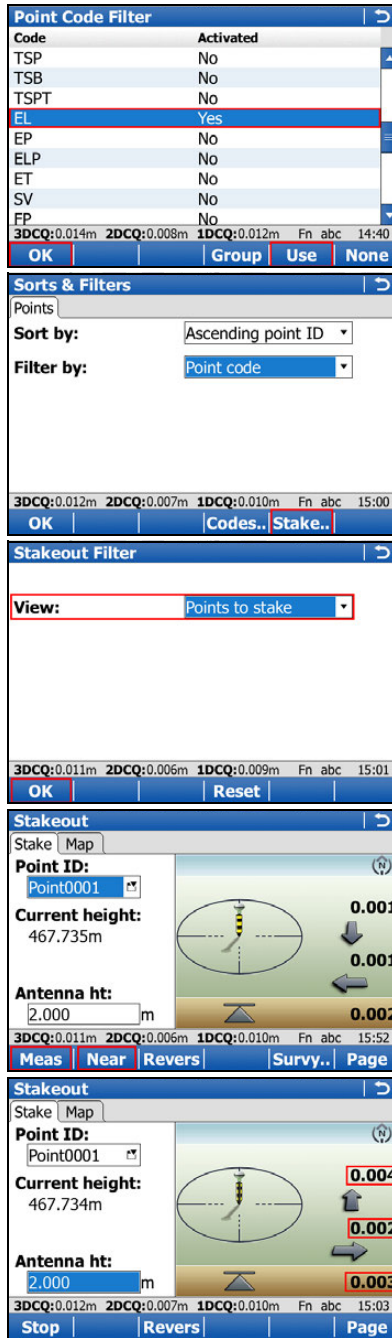 Point Code Filter
Code Activated
TSP No
TSB No
TSPT No
EL Yes
EP No
ELP No
ET No
SV No
FP No
3DCQ:0.014m 2DCQ:0.008m 1DCQ:0.012m Fn abc 14:40
OK Group Use None
Sorts & Filters
Points
Sort by: Ascending point ID
Filter by: Point code
3DCQ:0.012m 2DCQ:0.007m 1DCQ:0.010m Fn abc 15:00
OK Codes.. Stake..
Stakeout Filter
View: Points to stake
3DCQ:0.011m 2DCQ:0.006m 1DCQ:0.009m Fn abc 15:01
OK Reset
Stakeout
Stake Map
Point ID:
N
Point0001
0.001
Current height:
467.735m
0.001
Antenna ht:
2.000 m 0.002
3DCQ:0.011m 2DCQ:0.006m 1DCQ:0.010m Fn abc 15:52
Meas Near Revers Survy.. Page
Stakeout
Stake Map
Point ID:
N
Point0001
0.004
Current height:
467.734m
0.002
Antenna ht:
2.000 m 0.003
3DCQ:0.012m 2DCQ:0.007m 1DCQ:0.010m Fn abc 15:03
Stop Revers Page